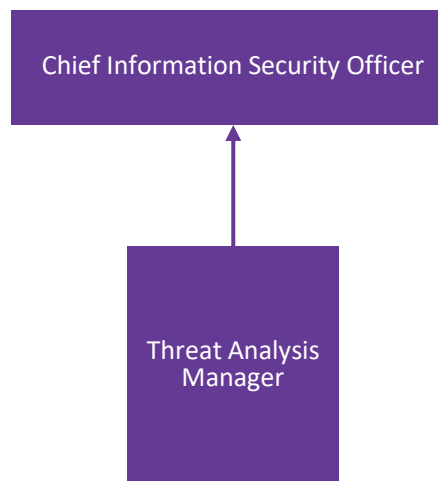 Chief Information Security Officer
Threat Analysis
Manager